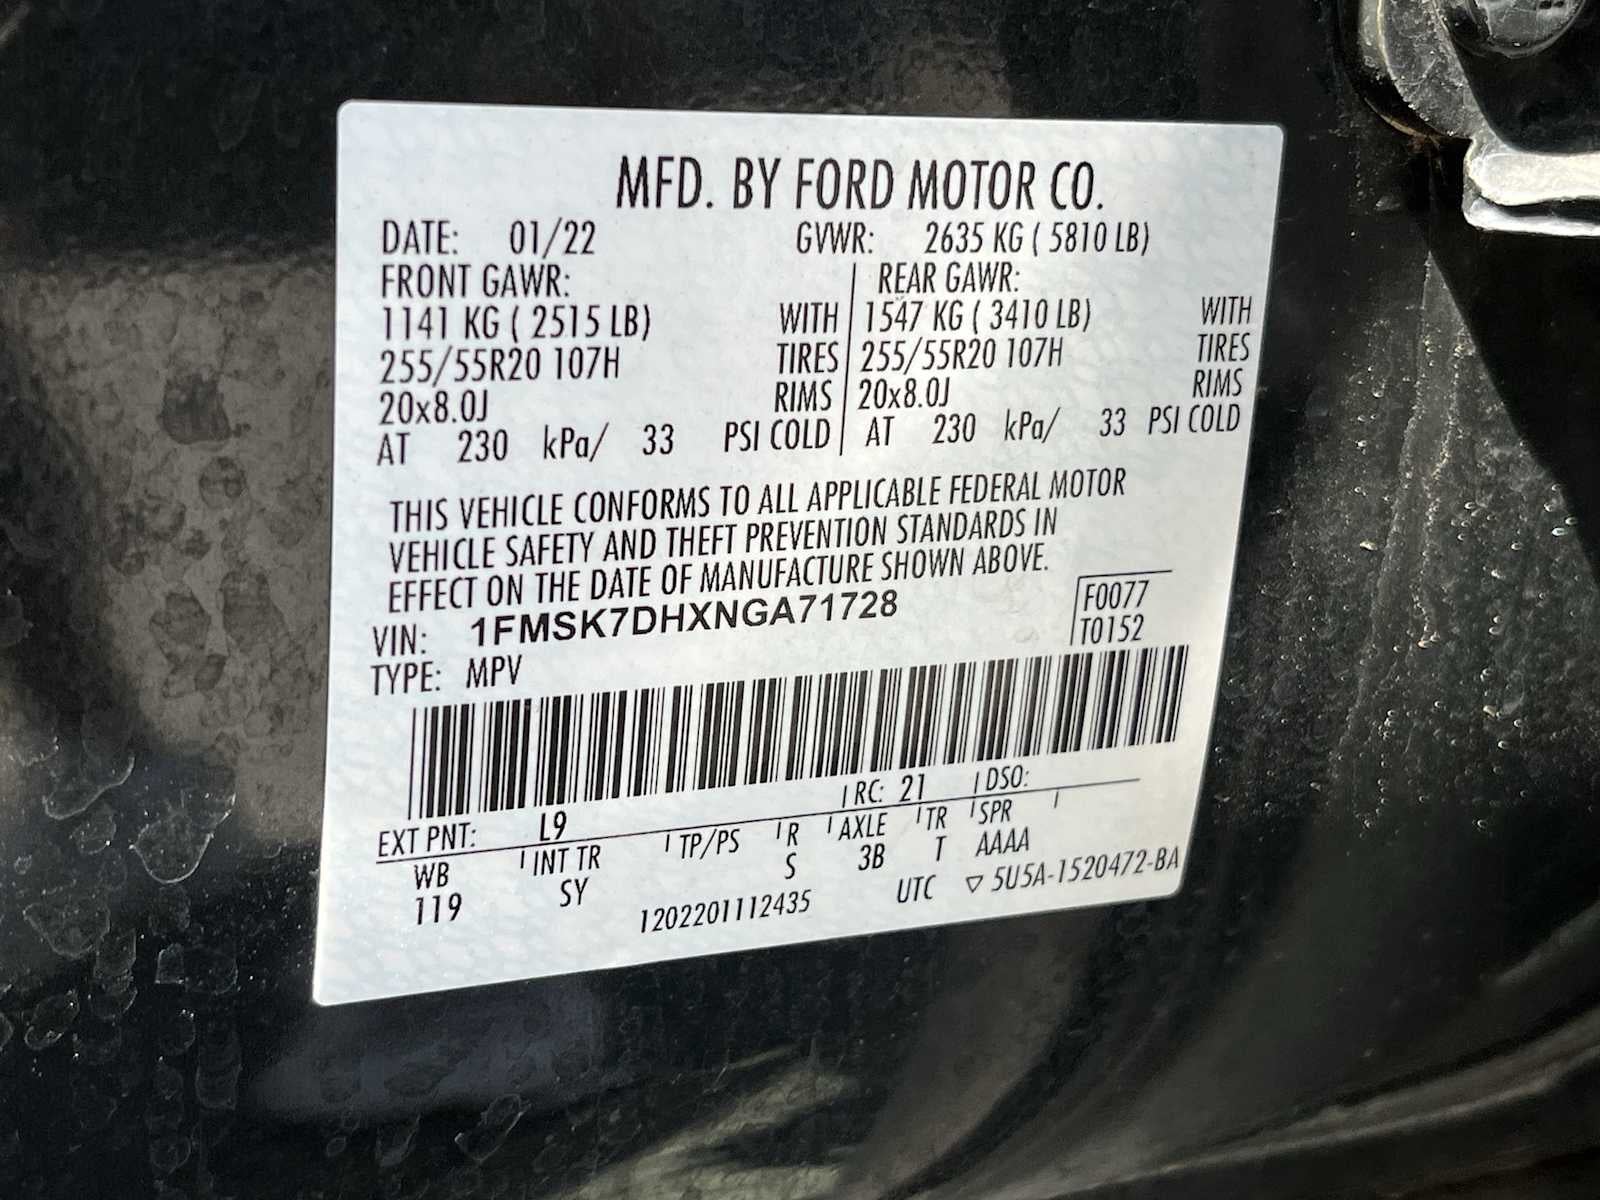 MFD. BY FORD MOTOR CO.
DATE: 01/22 GVWR: 2635 KG ( 5810 LB)
FRONT GAWR: REAR GAWR:
1141 KG ( 2515 LB) WITH 1547 KG ( 3410 LB) WITH
255/55R20 107H TIRES 255/55R20 107H TIRES
20x8.0J RIMS 20x8.0J RIMS
AT 230 kPa/ 33 PSI COLD AT 230 kPa/ 33 PSI COLD
THIS VEHICLE CONFORMS TO ALL APPLICABLE FEDERAL MOTOR
VEHICLE SAFETY AND THEFT PREVENTION STANDARDS IN
EFFECT ON THE DATE OF MANUFACTURE SHOWN ABOVE.
VIN: 1FMSK7DHXNGA71728 F0077
TYPE: MPV T0152
EXT PNT: L9 RC: 21 DSO:
WB INT TR TP/PS R AXLE TR SPR
119 SY S 3B T AAAA
1202201112435 UTC ▽ 5U5A-1520472-BA